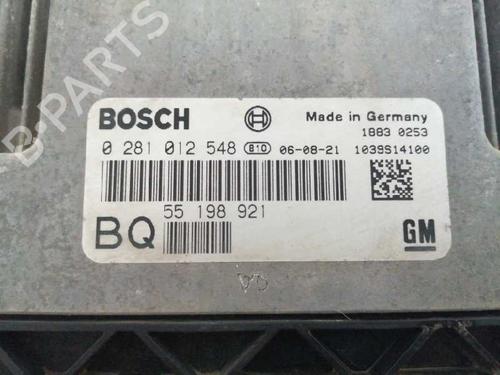 BOSCH
Made in Germany
1883 0253
0 281 012 548 810 06-08-21 1039S14100
55 198 921
BQ
GM
B-PARTS